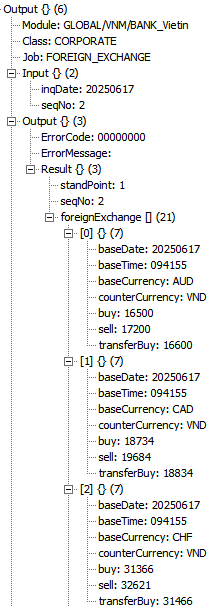 Output {} (6)
Module: GLOBAL/VNM/BANK_Vietin
Class: CORPORATE
Job: FOREIGN_EXCHANGE
Input {} (2)
inqDate: 20250617
seqNo: 2
Output {} (3)
ErrorCode: 00000000
ErrorMessage:
Result {} (3)
standPoint: 1
seqNo: 2
foreignExchange [] (21)
[0] {} (7)
baseDate: 20250617
baseTime: 094155
baseCurrency: AUD
counterCurrency: VND
buy: 16500
sell: 17200
transferBuy: 16600
[1] {} (7)
baseDate: 20250617
baseTime: 094155
baseCurrency: CAD
counterCurrency: VND
buy: 18734
sell: 19684
transferBuy: 18834
[2] {} (7)
baseDate: 20250617
baseTime: 094155
baseCurrency: CHF
counterCurrency: VND
buy: 31366
sell: 32621
transferBuy: 31466